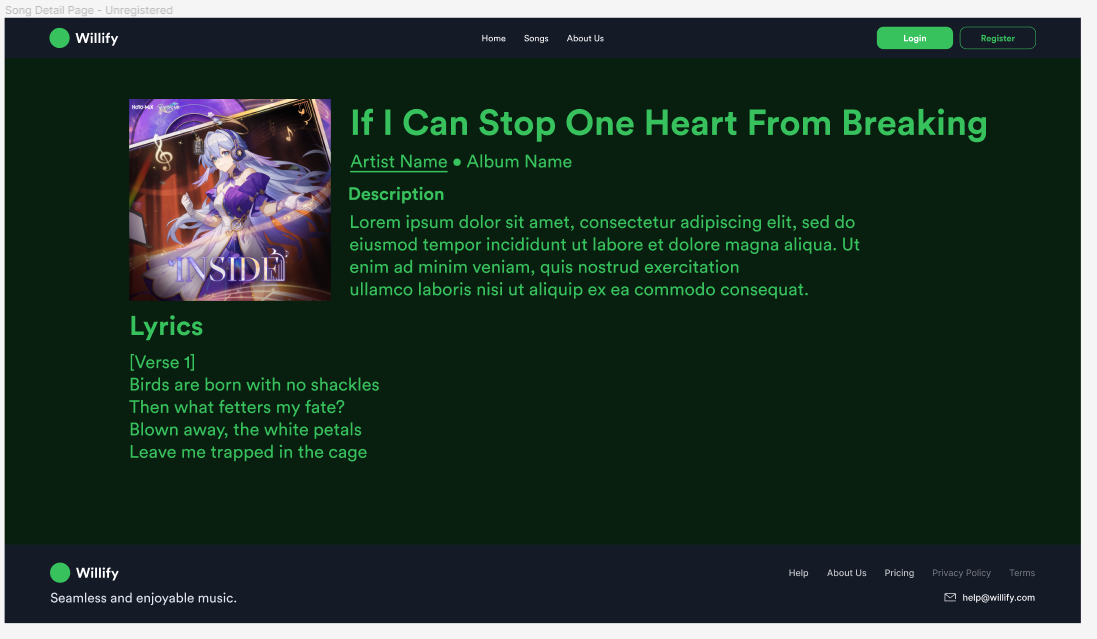 Song Detail Page - Unregistered
Willify
Home Songs About Us
Login Register
HOYO-MiX
INSIDE
If I Can Stop One Heart From Breaking
Artist Name ● Album Name
Description
Lorem ipsum dolor sit amet, consectetur adipiscing elit, sed do
eiusmod tempor incididunt ut labore et dolore magna aliqua. Ut
enim ad minim veniam, quis nostrud exercitation
ullamco laboris nisi ut aliquip ex ea commodo consequat.
Lyrics
[Verse 1]
Birds are born with no shackles
Then what fetters my fate?
Blown away, the white petals
Leave me trapped in the cage
Willify
Seamless and enjoyable music.
Help About Us Pricing Privacy Policy Terms
help@willify.com